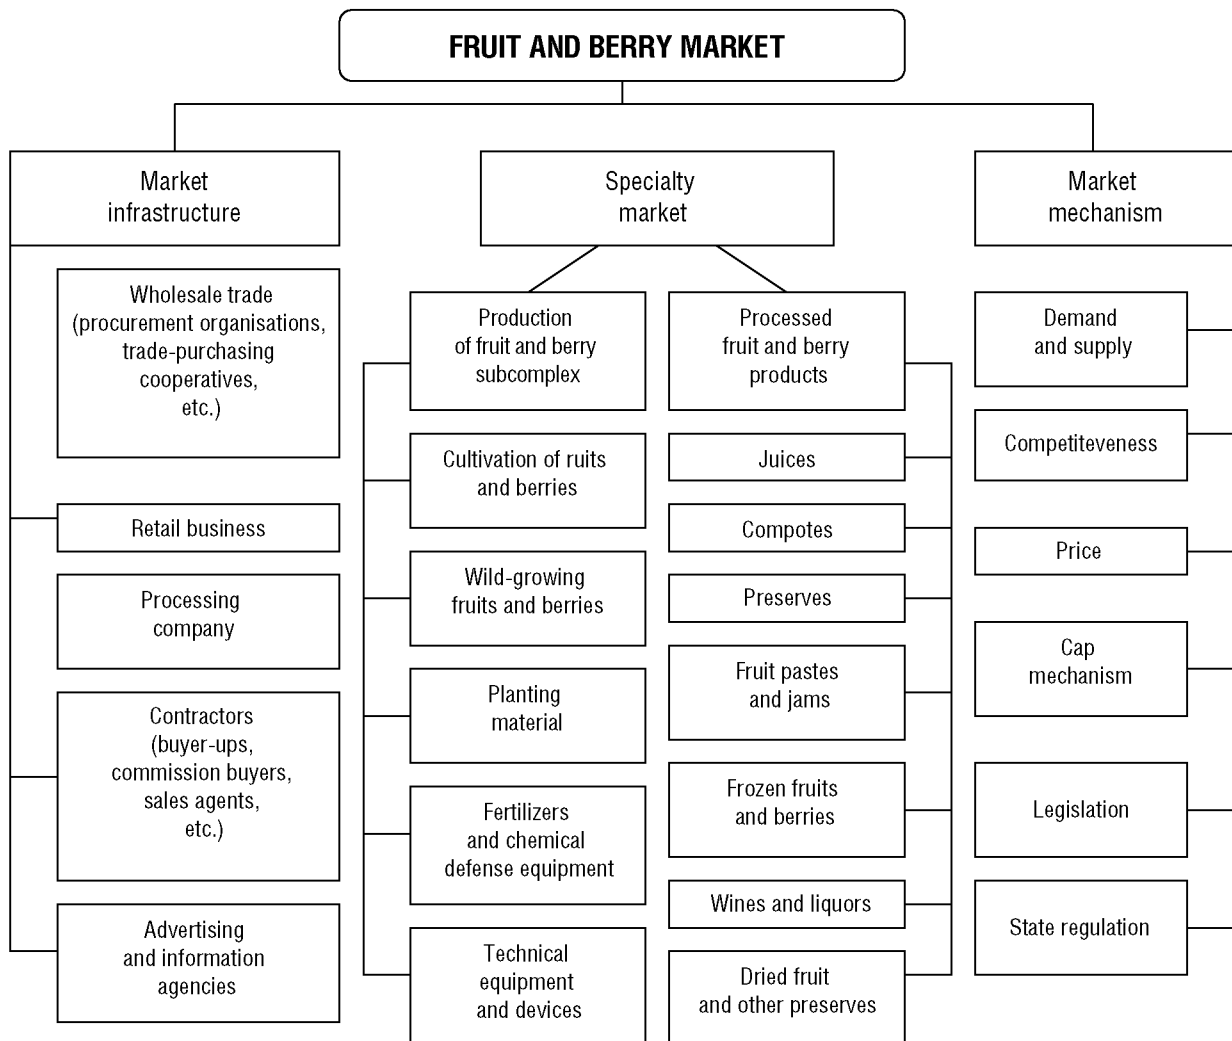 FRUIT AND BERRY MARKET
Market
infrastructure
Wholesale trade
(procurement organisations,
trade-purchasing
cooperatives,
etc.)
Retail business
Processing
company
Contractors
(buyer-ups,
commission buyers,
sales agents,
etc.)
Advertising
and information
agencies
Specialty
market
Production
of fruit and berry
subcomplex
Cultivation of ruits
and berries
Wild-growing
fruits and berries
Planting
material
Fertilizers
and chemical
defense equipment
Technical
equipment
and devices
Processed
fruit and berry
products
Juices
Compotes
Preserves
Fruit pastes
and jams
Frozen fruits
and berries
Wines and liquors
Dried fruit
and other preserves
Market
mechanism
Demand
and supply
Competiteveness
Price
Cap
mechanism
Legislation
State regulation